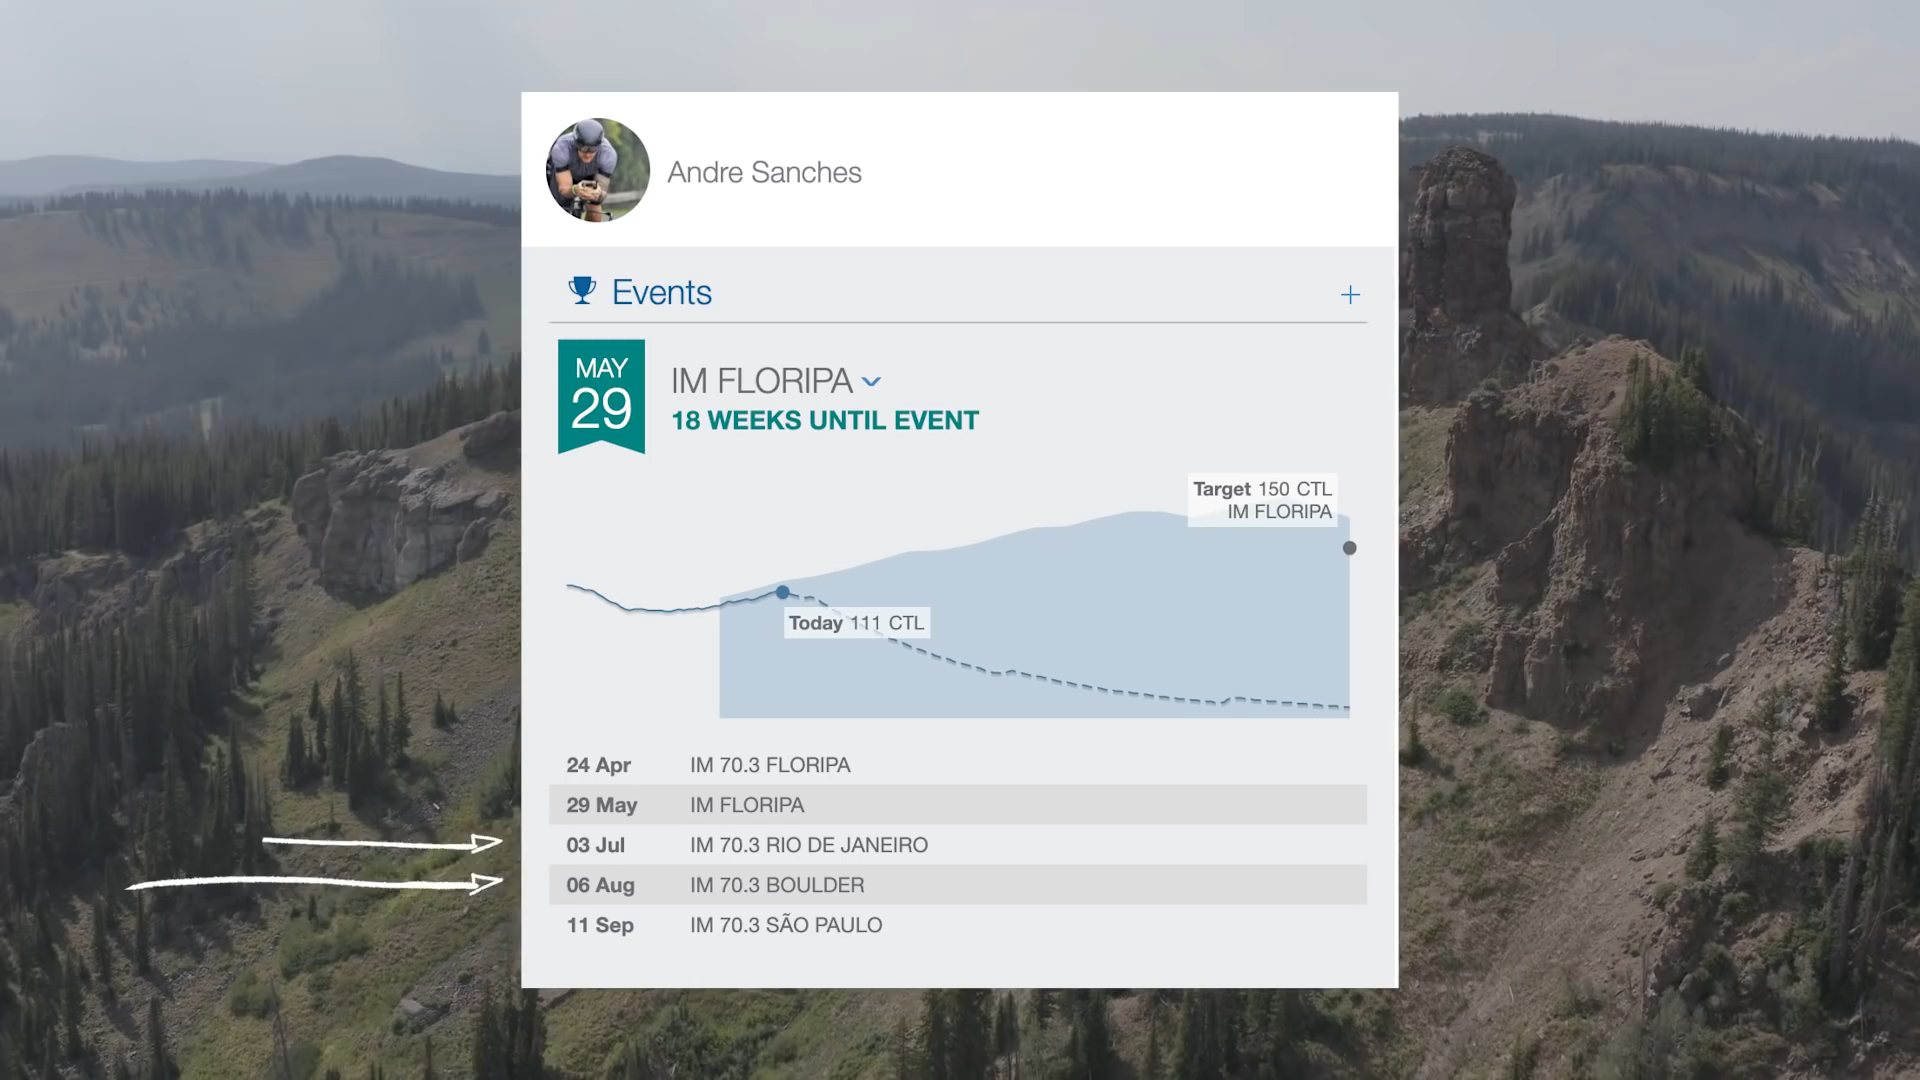 Andre Sanches
Events
MAY
29
IM FLORIPA
18 WEEKS UNTIL EVENT
Target 150 CTL
IM FLORIPA
Today 111 CTL
24 Apr IM 70.3 FLORIPA
29 May IM FLORIPA
03 Jul IM 70.3 RIO DE JANEIRO
06 Aug IM 70.3 BOULDER
11 Sep IM 70.3 SÃO PAULO